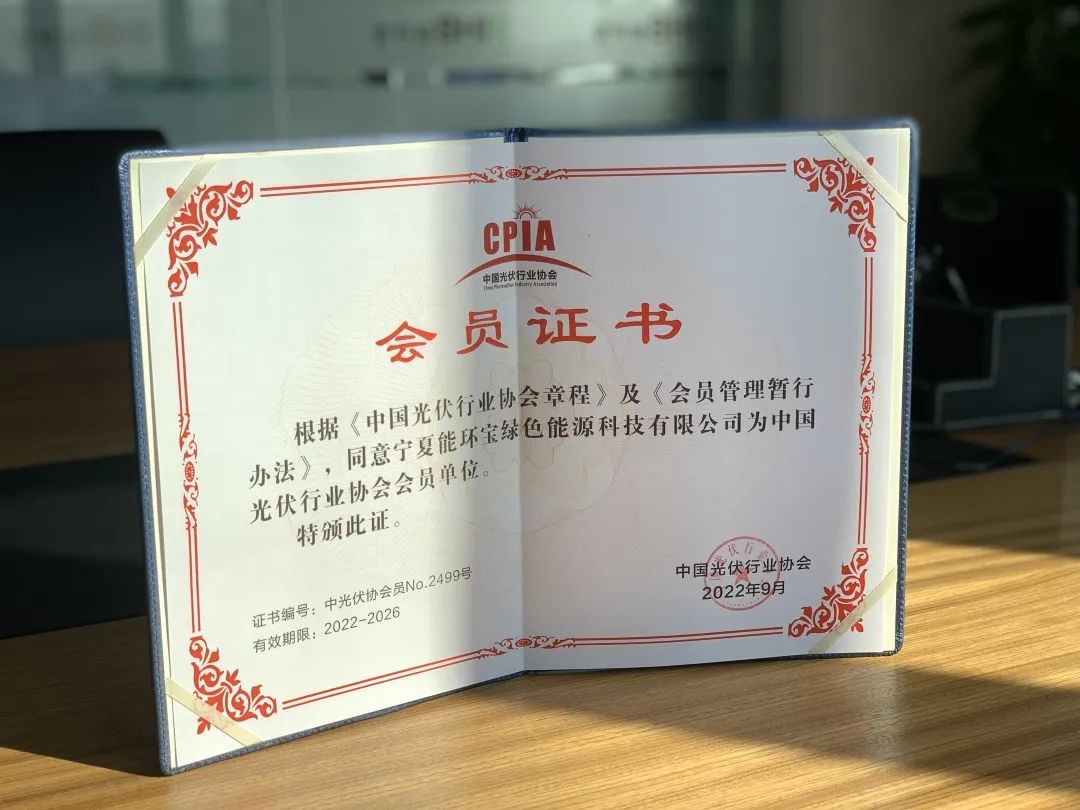 CPIA
中国光伏行业协会
China Photovoltaic Industry Association
会员证书
根据《中国光伏行业协会章程》及《会员管理暂行
办法》，同意宁夏能环宝绿色能源科技有限公司为中国
光伏行业协会会员单位。
特颁此证。
证书编号：中光伏协会员No.2499号
有效期限：2022-2026
中国光伏行业协会
2022年9月